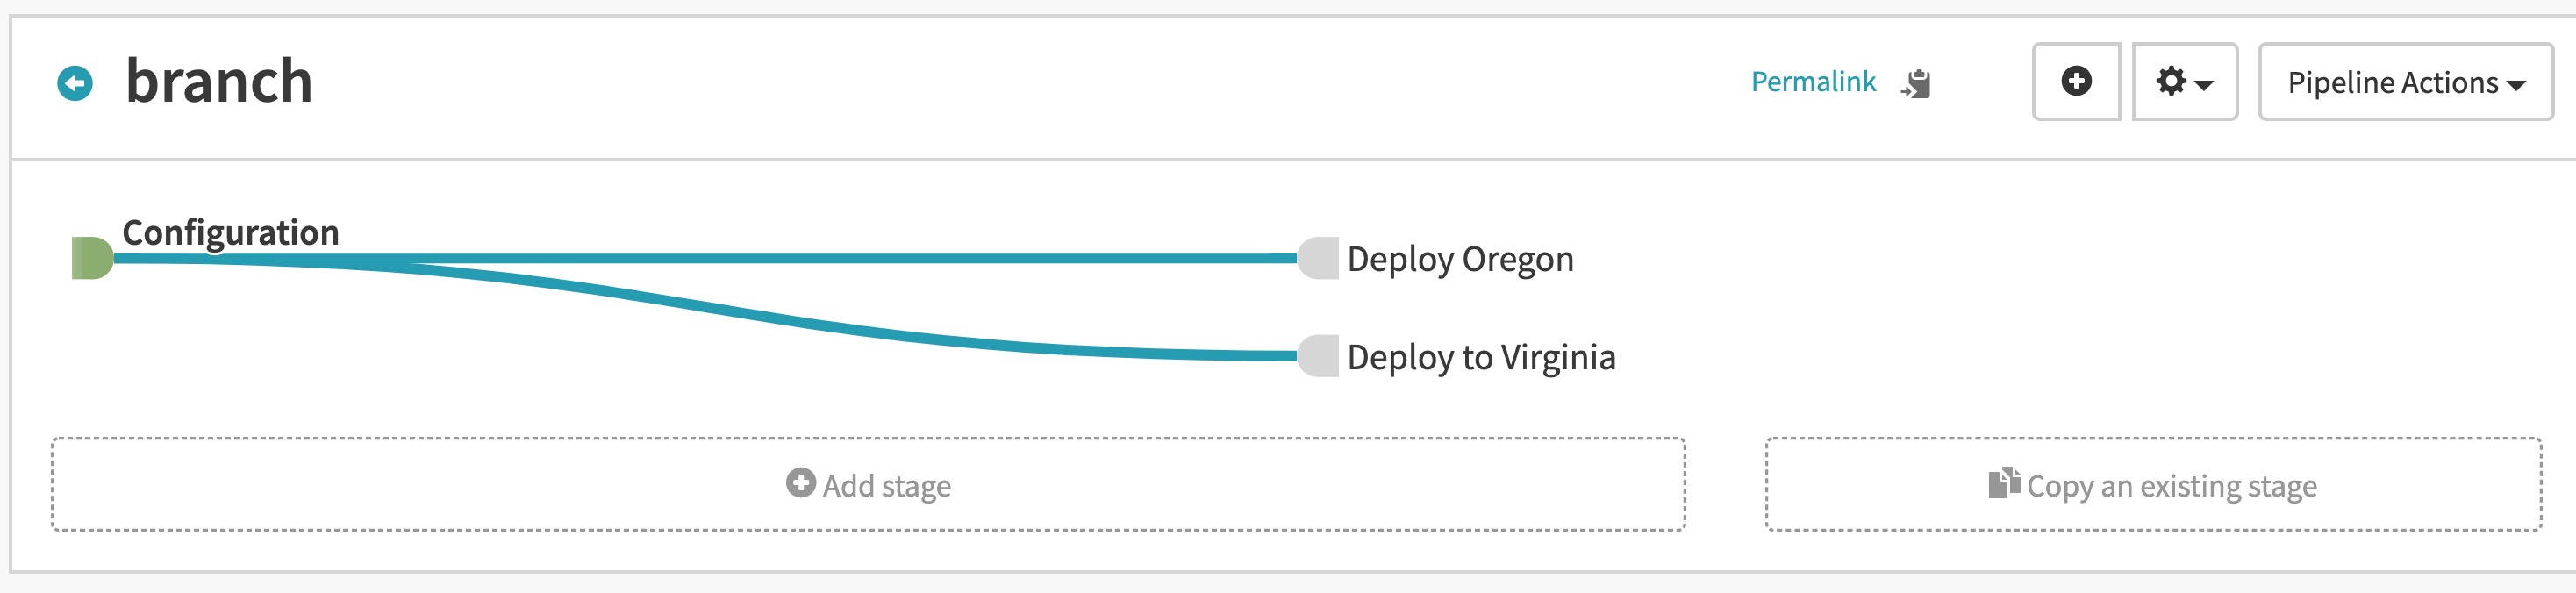 branch
Permalink
Pipeline Actions
Configuration
Deploy Oregon
Deploy to Virginia
Add stage
Copy an existing stage